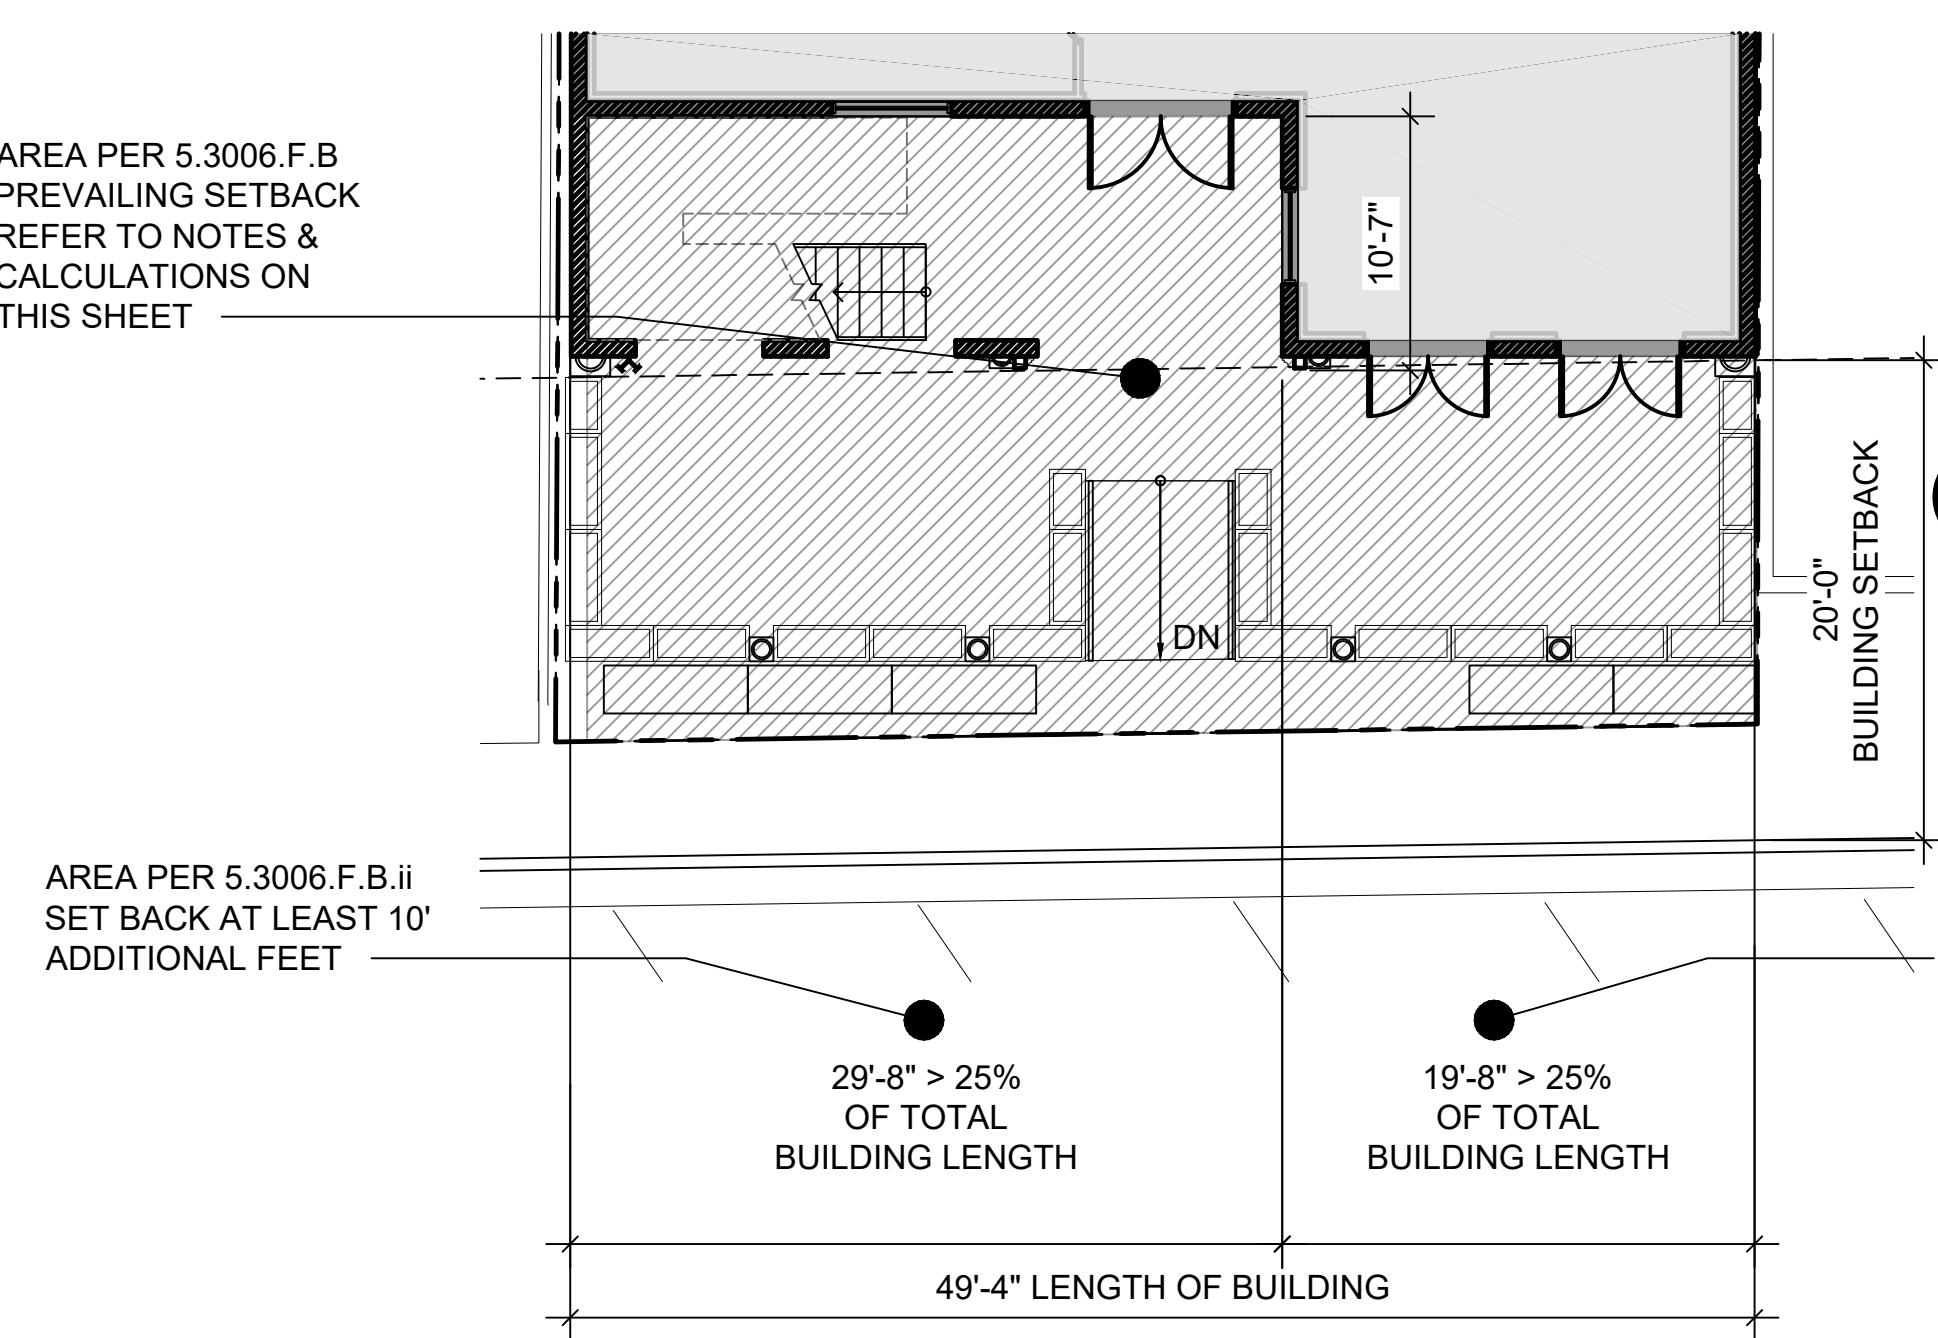 AREA PER 5.3006.F.B
PREVAILING SETBACK
REFER TO NOTES &
CALCULATIONS ON
THIS SHEET
10'-7"
20'-0"
BUILDING SETBACK
DN
AREA PER 5.3006.F.B.ii
SET BACK AT LEAST 10'
ADDITIONAL FEET
29'-8" > 25%
OF TOTAL
BUILDING LENGTH
19'-8" > 25%
OF TOTAL
BUILDING LENGTH
49'-4" LENGTH OF BUILDING